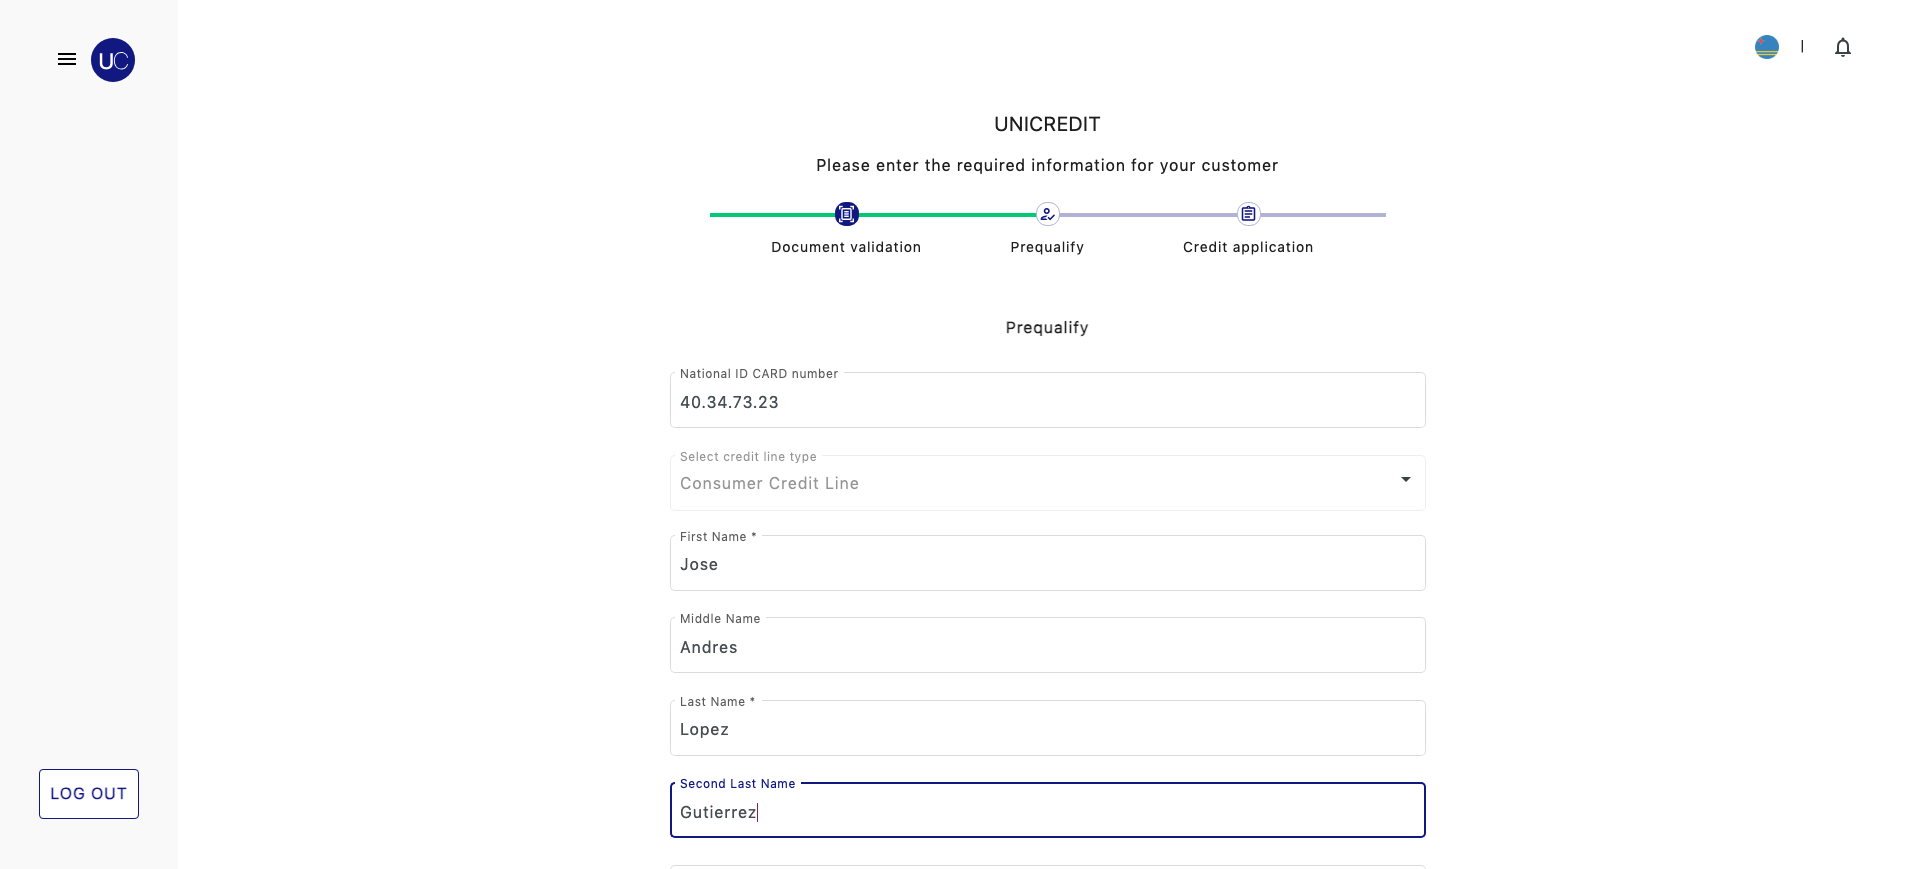 UC
UNICREDIT
Please enter the required information for your customer
Document validation
Prequalify
Credit application
Prequalify
National ID CARD number
40.34.73.23
Select credit line type
Consumer Credit Line
First Name *
Jose
Middle Name
Andres
Last Name *
Lopez
Second Last Name
Gutierrez
LOG OUT